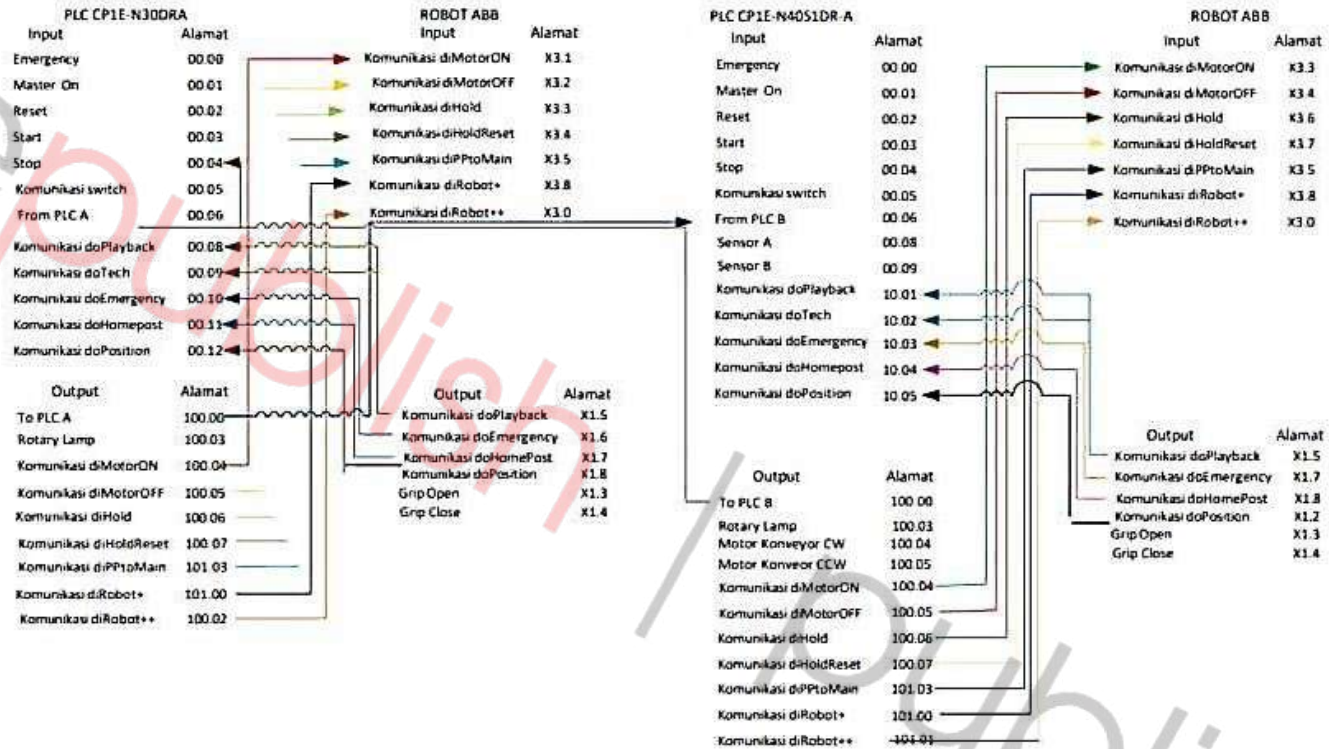 PLC CP1E-N30DRA
Input Alamat
Emergency 00.00
Master On 00.01
Reset 00.02
Start 00.03
Stop 00.04
Komunikasi switch 00.05
From PLC A 00.06
Komunikasi doPlayback 00.08
Komunikasi doTech 00.09
Komunikasi doEmergency 00.10
Komunikasi doHomepost 00.11
Komunikasi doPosition 00.12
Output Alamat
To PLC A 100.00
Rotary Lamp 100.03
Komunikasi diMotorON 100.04
Komunikasi diMotorOFF 100.05
Komunikasi diHold 100.06
Komunikasi diHoldReset 100.07
Komunikasi diPPtoMain 101.03
Komunikasi diRobot+ 101.00
Komunikasi diRobot++ 100.02
ROBOT ABB
Input Alamat
Komunikasi diMotorON X3.1
Komunikasi diMotorOFF X3.2
Komunikasi diHold X3.3
Komunikasi diHoldReset X3.4
Komunikasi diPPtoMain X3.5
Komunikasi diRobot+ X3.8
Komunikasi diRobot++ X3.0
Output Alamat
Komunikasi doPlayback X1.5
Komunikasi doEmergency X1.6
Komunikasi doHomePost X1.7
Komunikasi doPosition X1.8
Grip Open X1.3
Grip Close X1.4
PLC CP1E-N40S1DR-A
Input Alamat
Emergency 00.00
Master On 00.01
Reset 00.02
Start 00.03
Stop 00.04
Komunikasi switch 00.05
From PLC B 00.06
Sensor A 00.08
Sensor B 00.09
Komunikasi doPlayback 10.01
Komunikasi doTech 10.02
Komunikasi doEmergency 10.03
Komunikasi doHomepost 10.04
Komunikasi doPosition 10.05
Output Alamat
To PLC B 100.00
Rotary Lamp 100.03
Motor Konveyor CW 100.04
Motor Konveor CCW 100.05
Komunikasi diMotorON 100.04
Komunikasi diMotorOFF 100.05
Komunikasi diHold 100.06
Komunikasi diHoldReset 100.07
Komunikasi diPPtoMain 101.03
Komunikasi diRobot+ 101.00
Komunikasi diRobot++ 101.01
ROBOT ABB
Input Alamat
Komunikasi diMotorON X3.3
Komunikasi diMotorOFF X3.4
Komunikasi diHold X3.6
Komunikasi diHoldReset X3.7
Komunikasi diPPtoMain X3.5
Komunikasi diRobot+ X3.8
Komunikasi diRobot++ X3.0
Output Alamat
Komunikasi doPlayback X1.5
Komunikasi doEmergency X1.7
Komunikasi doHomePost X1.8
Komunikasi doPosition X1.2
Grip Open X1.3
Grip Close X1.4
publish | publi